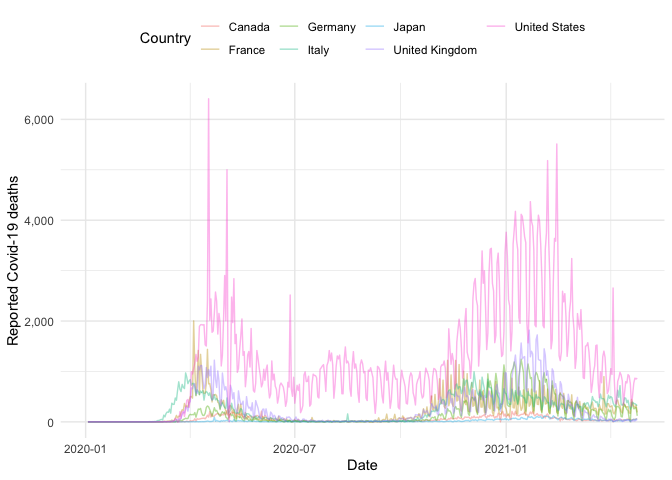 Country
Canada Germany Japan United States
France Italy United Kingdom
6,000
4,000
2,000
0
Reported Covid-19 deaths
2020-01 2020-07 2021-01
Date